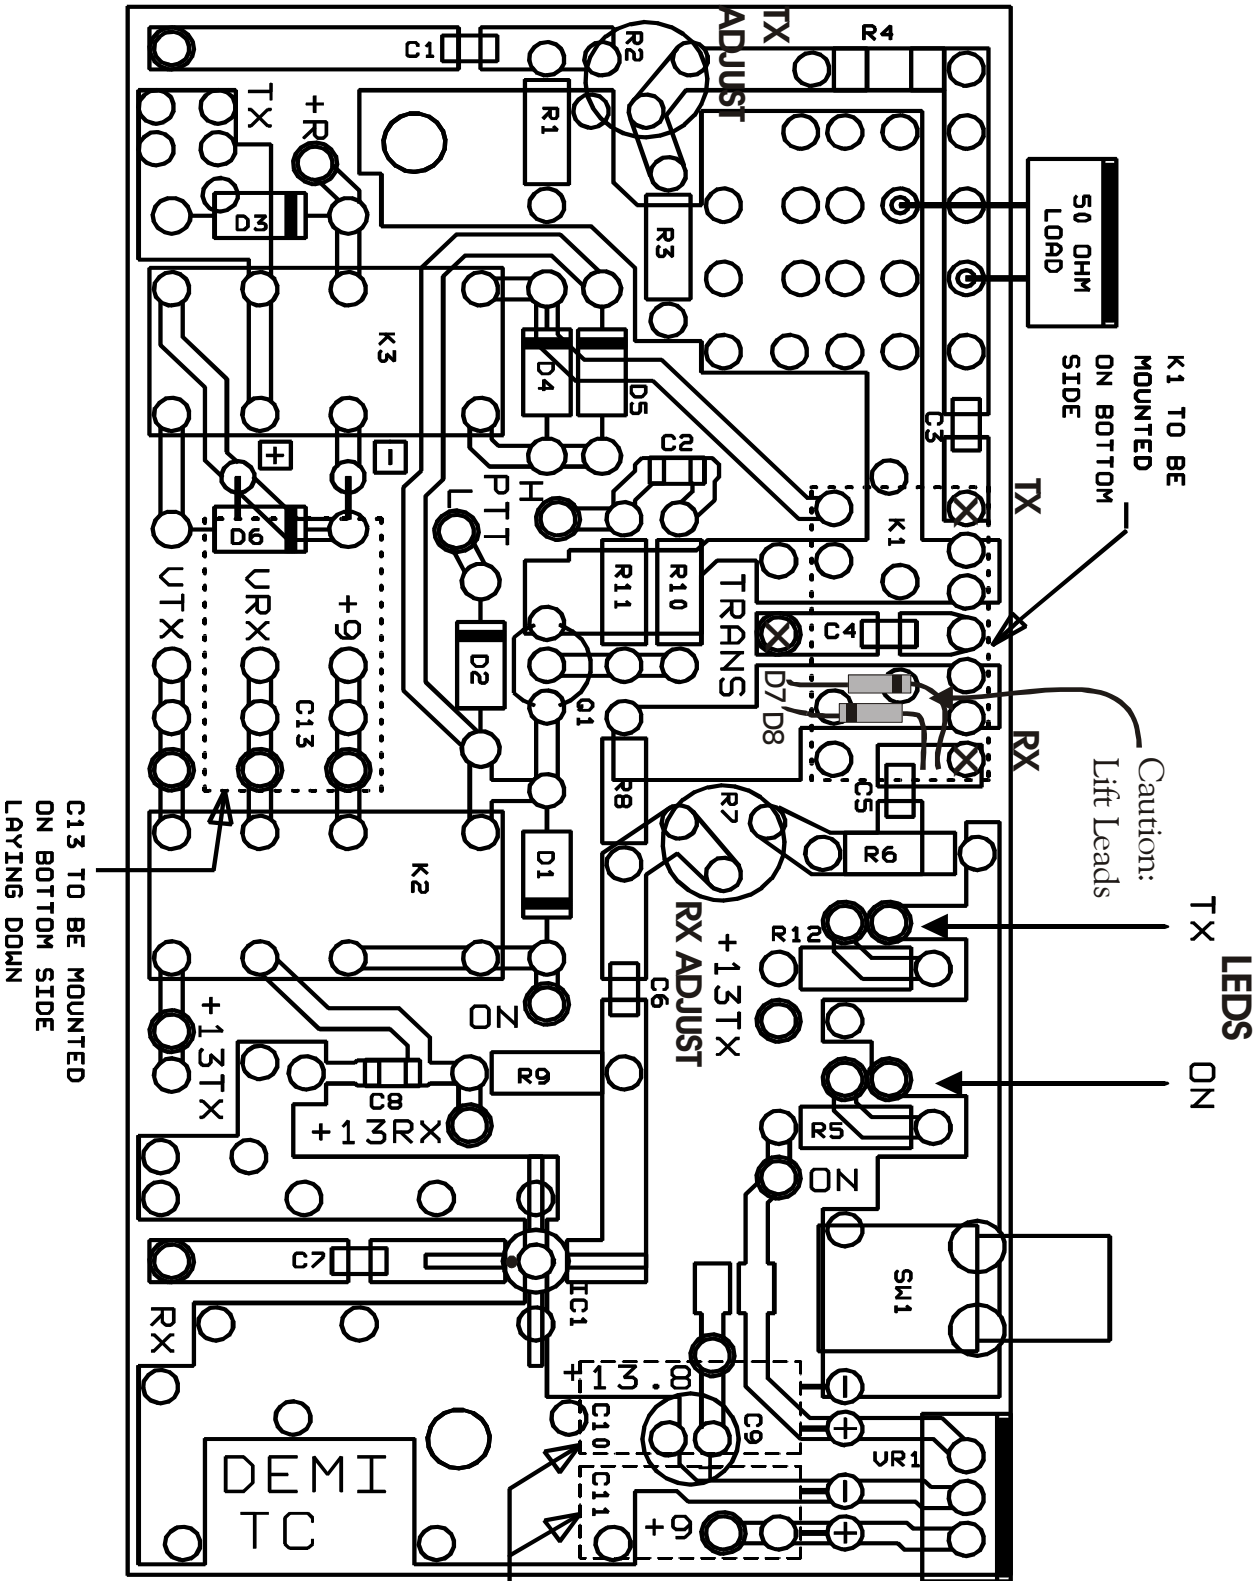 TX
ADJUST
R4
R2
C1
TX
+R
R1
D3
R3
50 OHM
LOAD
K3
D4
D5
K1 TO BE
MOUNTED
ON BOTTOM
SIDE
C3
C2
+
-
H
PTT
L
TX
K1
D6
R11
R10
TRANS
VTX
VRX
+9
C4
D2
Q1
D7
D8
C13
RX
Caution:
Lift Leads
C5
R8
R7
R6
C13 TO BE MOUNTED
ON BOTTOM SIDE
LAYING DOWN
K2
D1
RX ADJUST
R12
TX
LEDS
ON
+13TX
C6
ON
+13TX
R9
C8
+13RX
R5
ON
C7
IC1
SW1
RX
+13.8
C10
C9
-
+
VR1
C11
+
-
+9
+
DEMI
TC